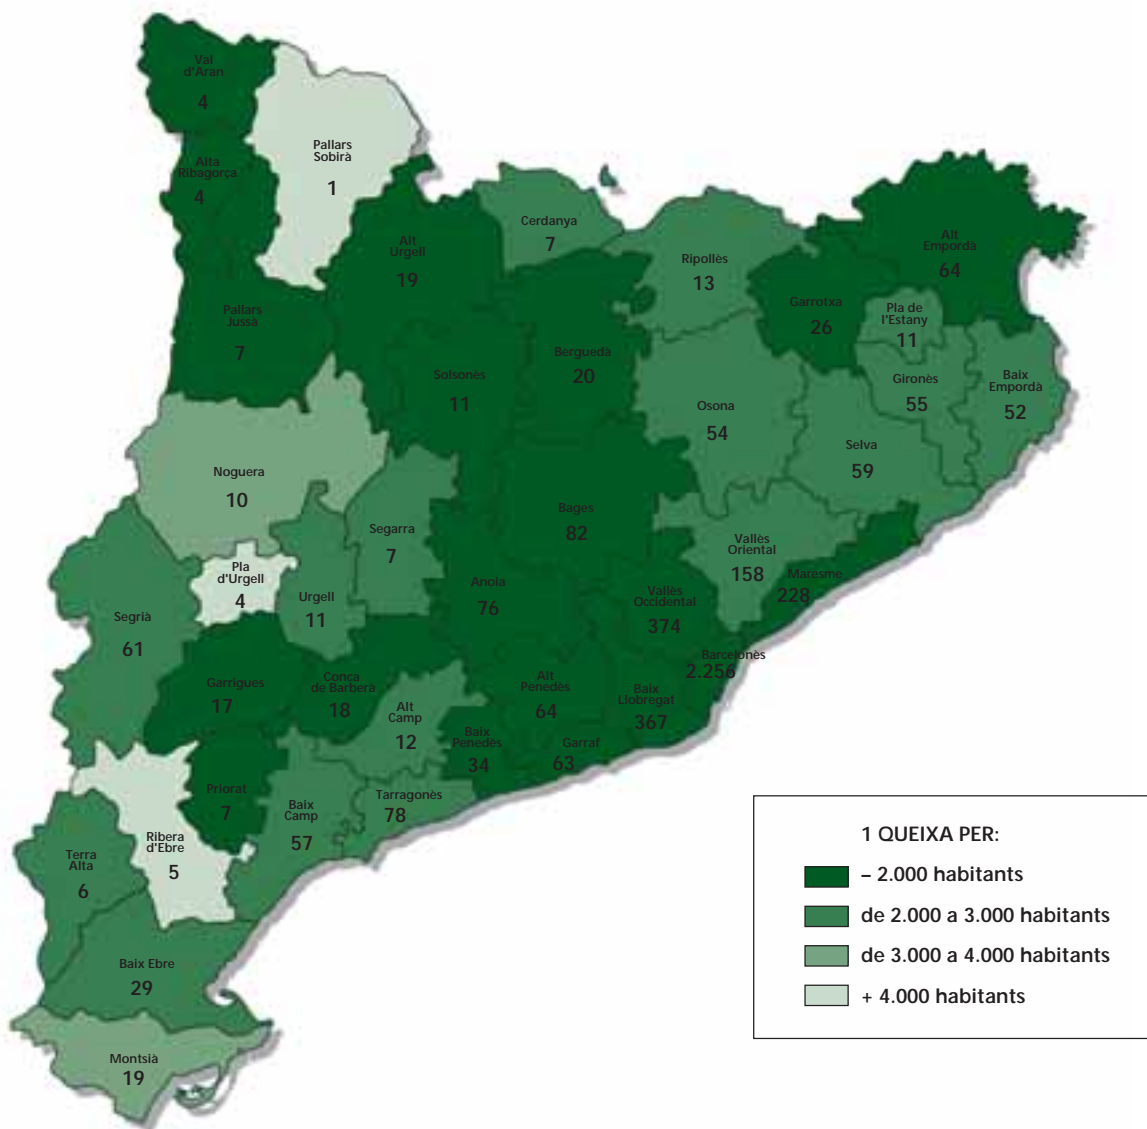 Val
d'Aran
4
Pallars
Sobirà
1
Alta
Ribagorça
4
Cerdanya
7
Alt
Urgell
19
Ripollès
13
Alt
Empordà
64
Garrotxa
26
Pla de
l'Estany
11
Pallars
Jussà
7
Berguedà
20
Solsonès
11
Gironès
55
Baix
Empordà
52
Osona
54
Selva
59
Noguera
10
Bages
82
Segarra
7
Vallès
Oriental
158
Pla
d'Urgell
4
Urgell
11
Anoia
76
Maresme
228
Vallès
Occidental
374
Segrià
61
Barcelonès
2.256
Garrigues
17
Conca
de Barberà
18
Alt
Penedès
64
Baix
Llobregat
367
Alt
Camp
12
Baix
Penedès
34
Garraf
63
Priorat
7
Tarragonès
78
Baix
Camp
57
Ribera
d'Ebre
5
Terra
Alta
6
Baix Ebre
29
Montsià
19
1 QUEIXA PER:
– 2.000 habitants
de 2.000 a 3.000 habitants
de 3.000 a 4.000 habitants
+ 4.000 habitants